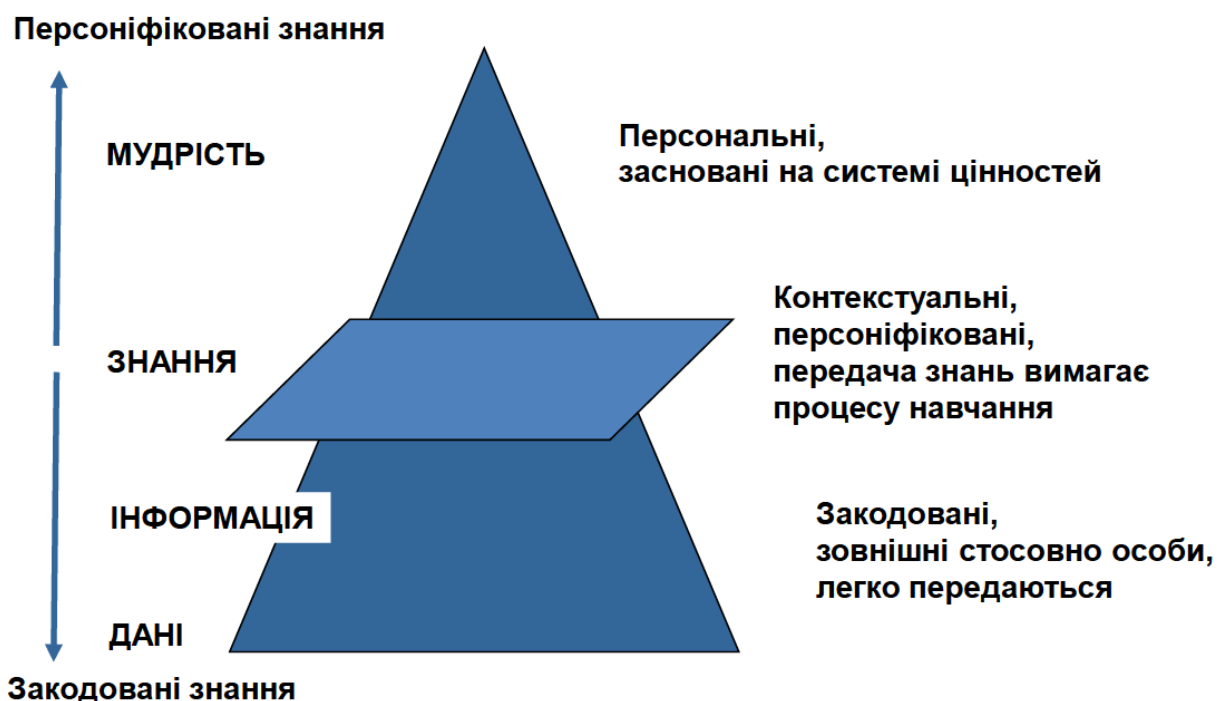 Персоніфіковані знання
МУДРІСТЬ
Персональні,
засновані на системі цінностей
ЗНАННЯ
Контекстуальні,
персоніфіковані,
передача знань вимагає
процесу навчання
ІНФОРМАЦІЯ
Закодовані,
зовнішні стосовно особи,
легко передаються
ДАНІ
Закодовані знання